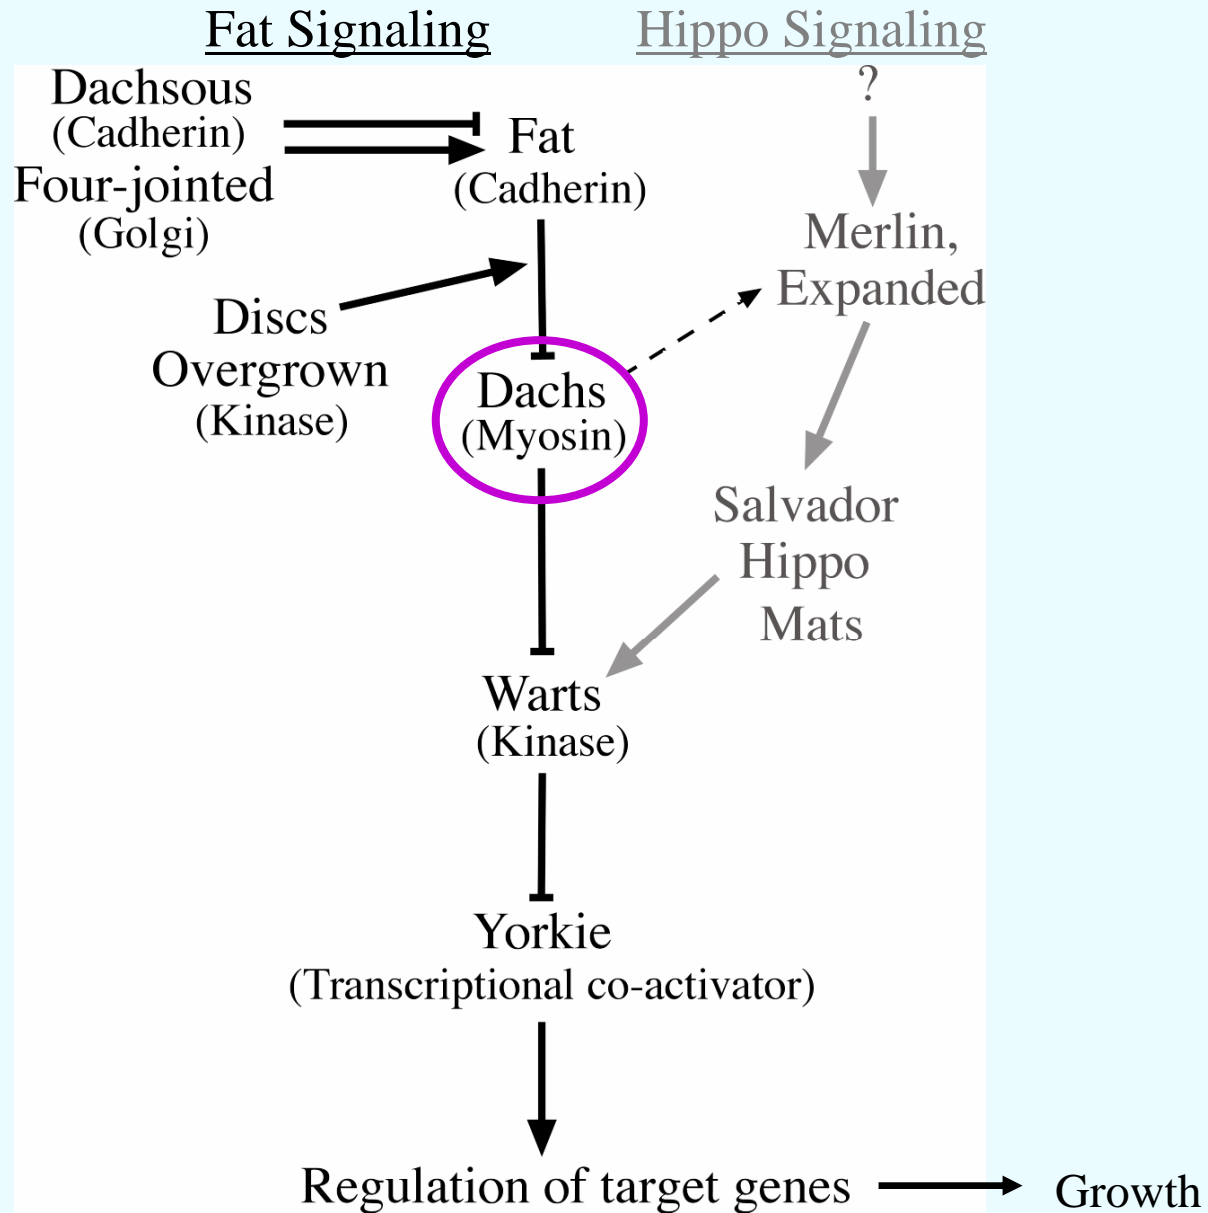 Fat Signaling
Hippo Signaling
Dachsous
(Cadherin)
Four-jointed
(Golgi)
Fat
(Cadherin)
?
Merlin,
Expanded
Discs
Overgrown
(Kinase)
Dachs
(Myosin)
Salvador
Hippo
Mats
Warts
(Kinase)
Yorkie
(Transcriptional co-activator)
Regulation of target genes
Growth